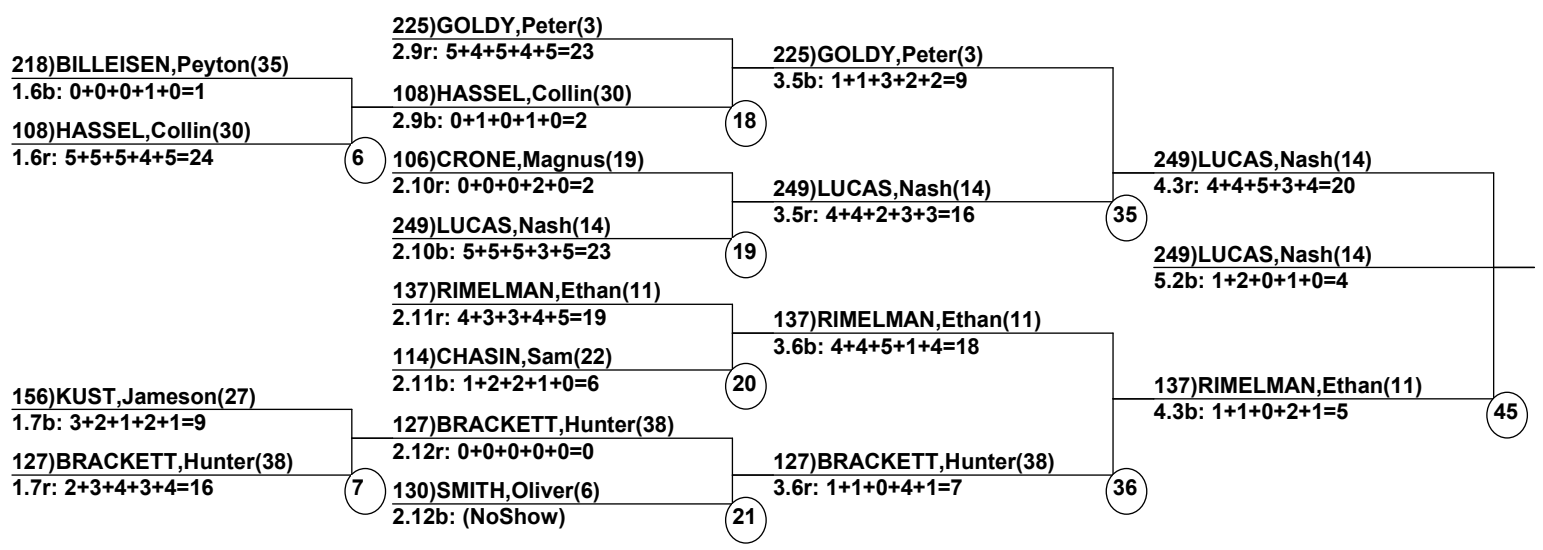 218)BILLEISEN,Peyton(35)
1.6b: 0+0+0+1+0=1
108)HASSEL,Collin(30)
1.6r: 5+5+5+4+5=24
6
156)KUST,Jameson(27)
1.7b: 3+2+1+2+1=9
127)BRACKETT,Hunter(38)
1.7r: 2+3+4+3+4=16
7
225)GOLDY,Peter(3)
2.9r: 5+4+5+4+5=23
108)HASSEL,Collin(30)
2.9b: 0+1+0+1+0=2
18
106)CRONE,Magnus(19)
2.10r: 0+0+0+2+0=2
249)LUCAS,Nash(14)
2.10b: 5+5+5+3+5=23
19
137)RIMELMAN,Ethan(11)
2.11r: 4+3+3+4+5=19
114)CHASIN,Sam(22)
2.11b: 1+2+2+1+0=6
20
127)BRACKETT,Hunter(38)
2.12r: 0+0+0+0+0=0
130)SMITH,Oliver(6)
2.12b: (NoShow)
21
225)GOLDY,Peter(3)
3.5b: 1+1+3+2+2=9
249)LUCAS,Nash(14)
3.5r: 4+4+2+3+3=16
35
137)RIMELMAN,Ethan(11)
3.6b: 4+4+5+1+4=18
127)BRACKETT,Hunter(38)
3.6r: 1+1+0+4+1=7
36
249)LUCAS,Nash(14)
4.3r: 4+4+5+3+4=20
249)LUCAS,Nash(14)
5.2b: 1+2+0+1+0=4
137)RIMELMAN,Ethan(11)
4.3b: 1+1+0+2+1=5
45